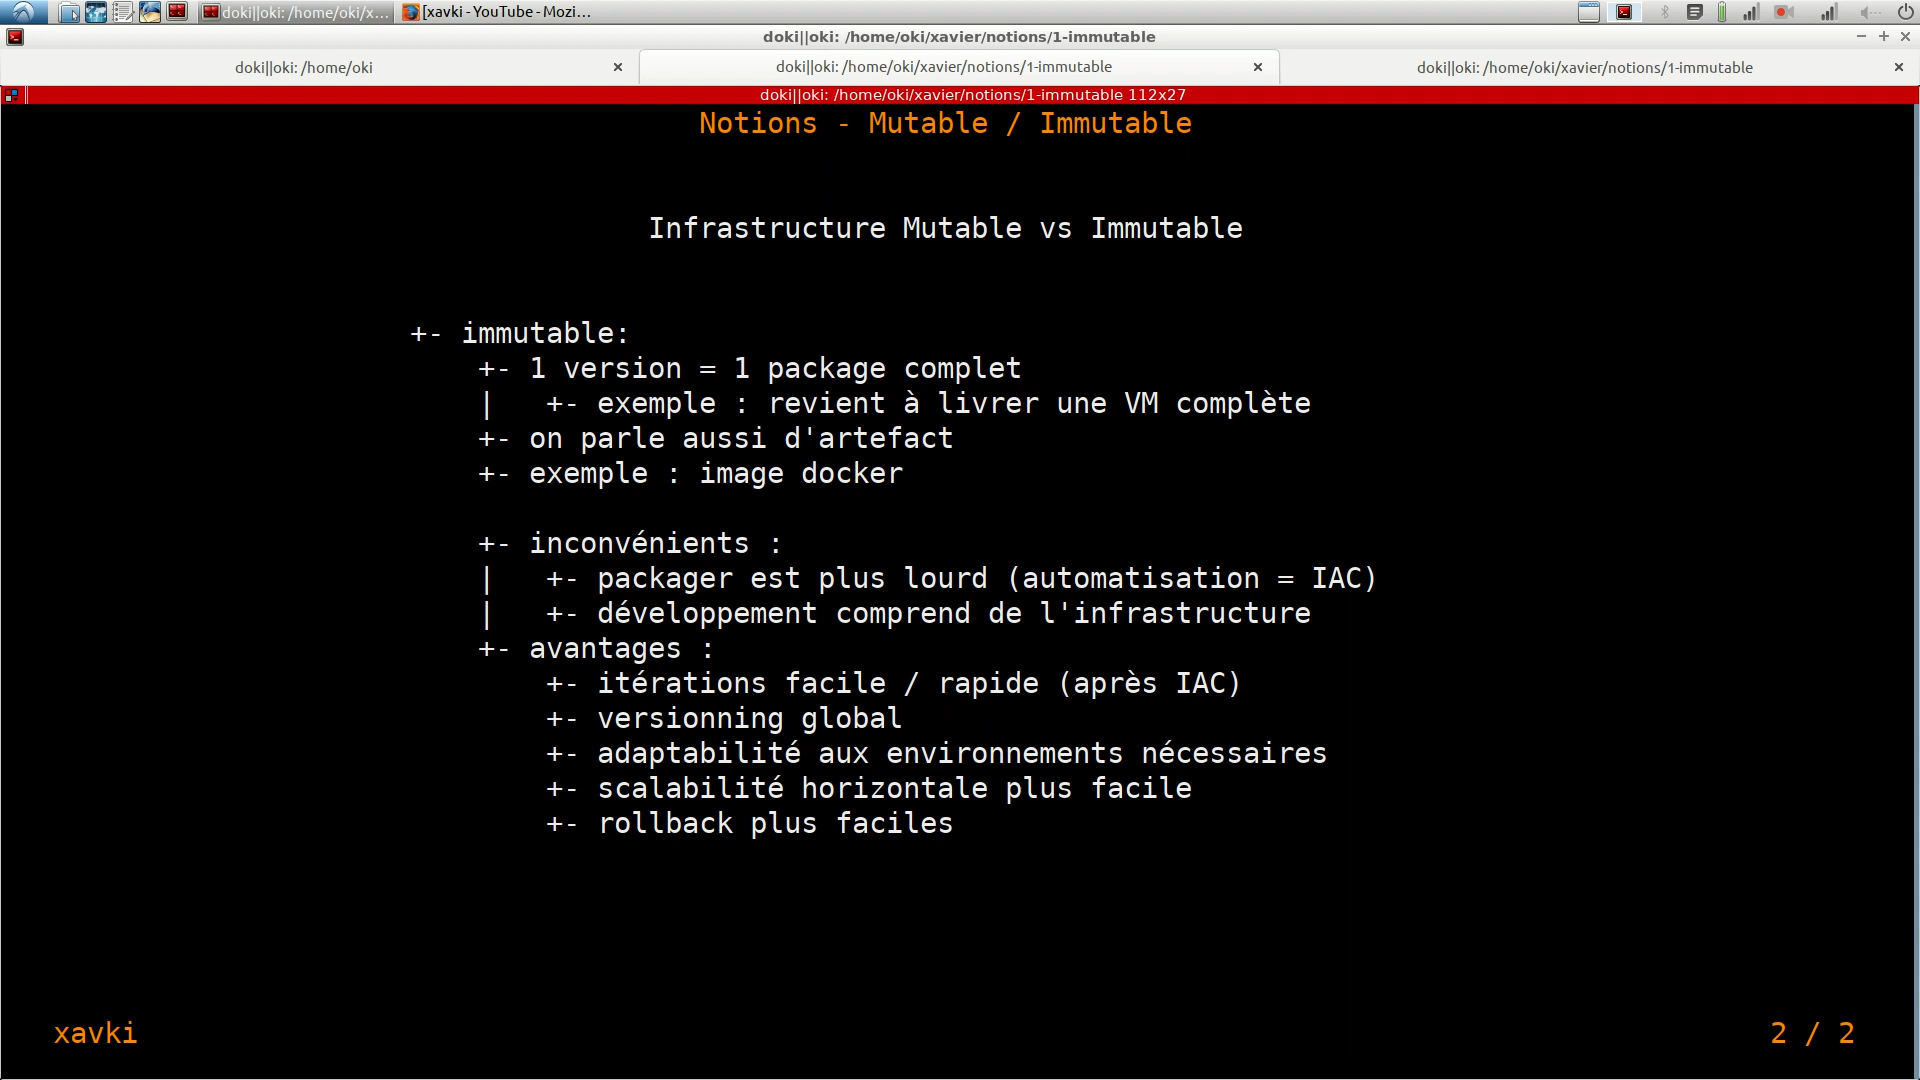 doki||oki: /home/oki/x...
[xavki - YouTube - Mozi...
doki||oki: /home/oki/xavier/notions/1-immutable
doki||oki: /home/oki
doki||oki: /home/oki/xavier/notions/1-immutable
doki||oki: /home/oki/xavier/notions/1-immutable
doki||oki: /home/oki/xavier/notions/1-immutable 112x27
Notions - Mutable / Immutable
Infrastructure Mutable vs Immutable
+- immutable:
+- 1 version = 1 package complet
|   +- exemple : revient à livrer une VM complète
+- on parle aussi d'artefact
+- exemple : image docker
+- inconvénients :
|   +- packager est plus lourd (automatisation = IAC)
|   +- développement comprend de l'infrastructure
+- avantages :
+- itérations facile / rapide (après IAC)
+- versionning global
+- adaptabilité aux environnements nécessaires
+- scalabilité horizontale plus facile
+- rollback plus faciles
xavki
2 / 2